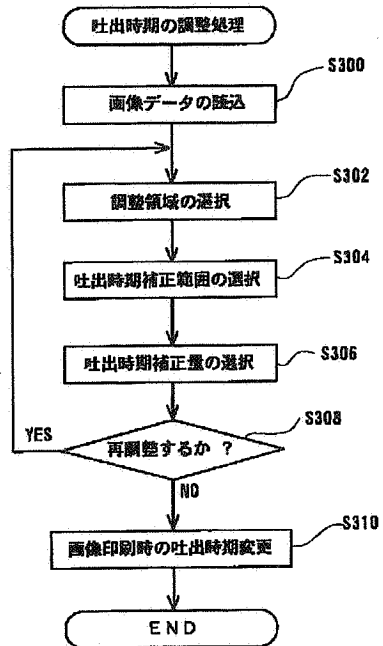 吐出時期の調整処理
S300
画像データの読込
S302
調整領域の選択
S304
吐出時期補正範囲の選択
S306
吐出時期補正量の選択
S308
YES
再調整するか ?
NO
S310
画像印刷時の吐出時期変更
END